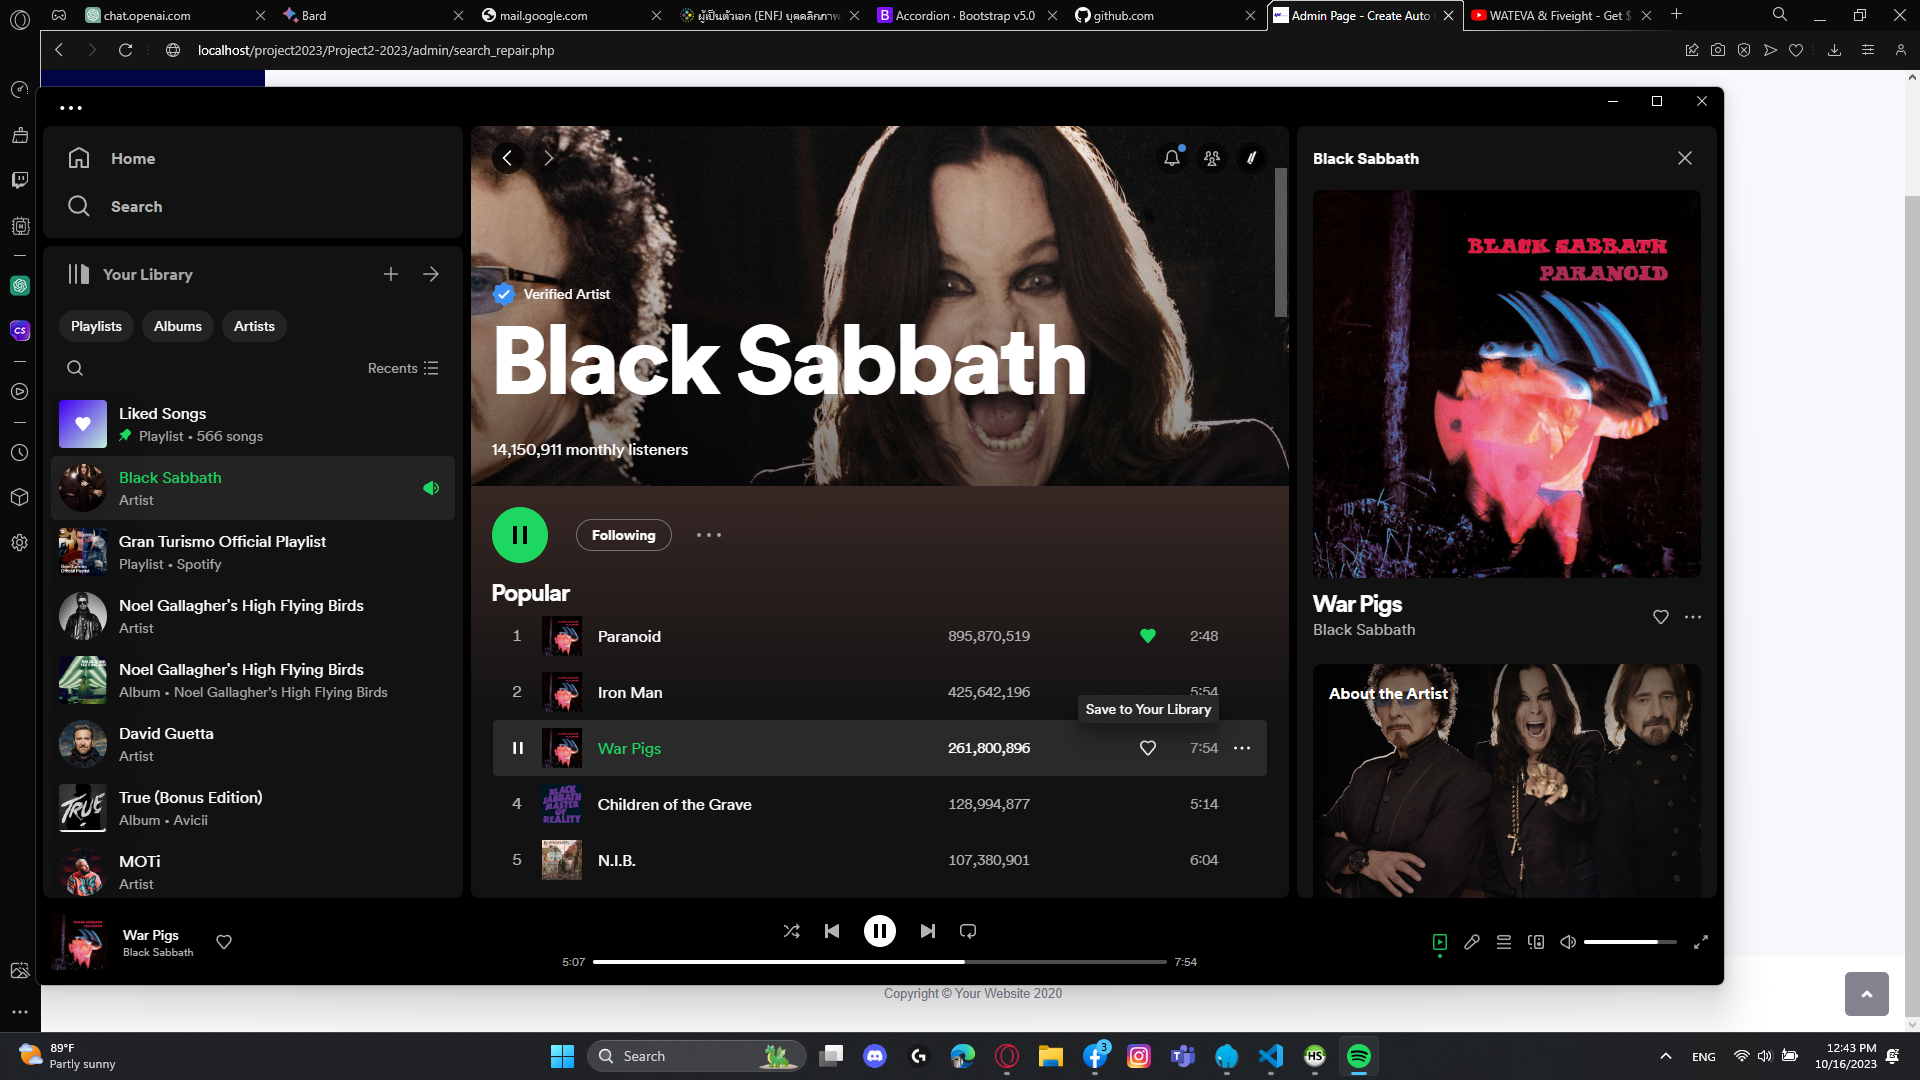 chat.openai.com
Bard
mail.google.com
ผู้เป็นตัวเอก (ENFJ บุคคลิกภาพ
Accordion · Bootstrap v5.0
github.com
Admin Page - Create Auto
WATEVA & Fiveight - Get $
localhost/project2023/Project2-2023/admin/search_repair.php
Home
Search
Your Library
Playlists
Albums
Artists
Recents
Liked Songs
Playlist • 566 songs
Black Sabbath
Artist
Gran Turismo Official Playlist
Playlist • Spotify
Noel Gallagher's High Flying Birds
Artist
Noel Gallagher's High Flying Birds
Album • Noel Gallagher's High Flying Birds
David Guetta
Artist
TRUE
True (Bonus Edition)
Album • Avicii
MOTi
Artist
Verified Artist
Black Sabbath
14,150,911 monthly listeners
Following
Popular
1 Paranoid 895,870,519 2:48
2 Iron Man 425,642,196 5:54
Save to Your Library
War Pigs 261,800,896 7:54
BLACK SABBATH MASTER OF REALITY
4 Children of the Grave 128,994,877 5:14
5 N.I.B. 107,380,901 6:04
Black Sabbath
BLACK SABBATH
PARANOID
War Pigs
Black Sabbath
About the Artist
War Pigs
Black Sabbath
5:07
7:54
Copyright © Your Website 2020
89°F
Partly sunny
Search
3
HS
ENG
12:43 PM
10/16/2023